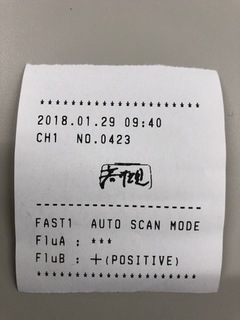 **********************
2018.01.29 09:40
CH1 NO.0423
----------------------
FAST1 AUTO SCAN MODE
FluA : ***
FluB : +(POSITIVE)
**********************